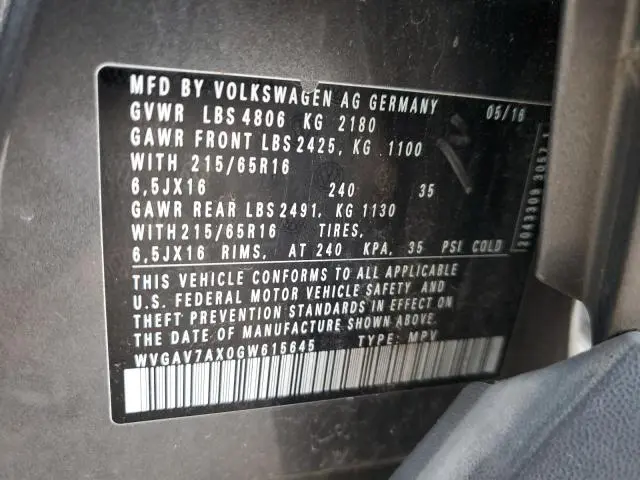 MFD BY VOLKSWAGEN AG GERMANY 05/16
GVWR LBS 4806 KG 2180
GAWR FRONT LBS 2425, KG 1100
WITH 215/65R16
6,5JX16 240 35
GAWR REAR LBS 2491, KG 1130
WITH 215/65R16 TIRES,
6,5JX16 RIMS, AT 240 KPA, 35 PSI COLD
THIS VEHICLE CONFORMS TO ALL APPLICABLE
U.S. FEDERAL MOTOR VEHICLE SAFETY AND
THEFT PREVENTION STANDARDS IN EFFECT ON
THE DATE OF MANUFACTURE
WVGAV7AX0GW615645 TYPE: MPV